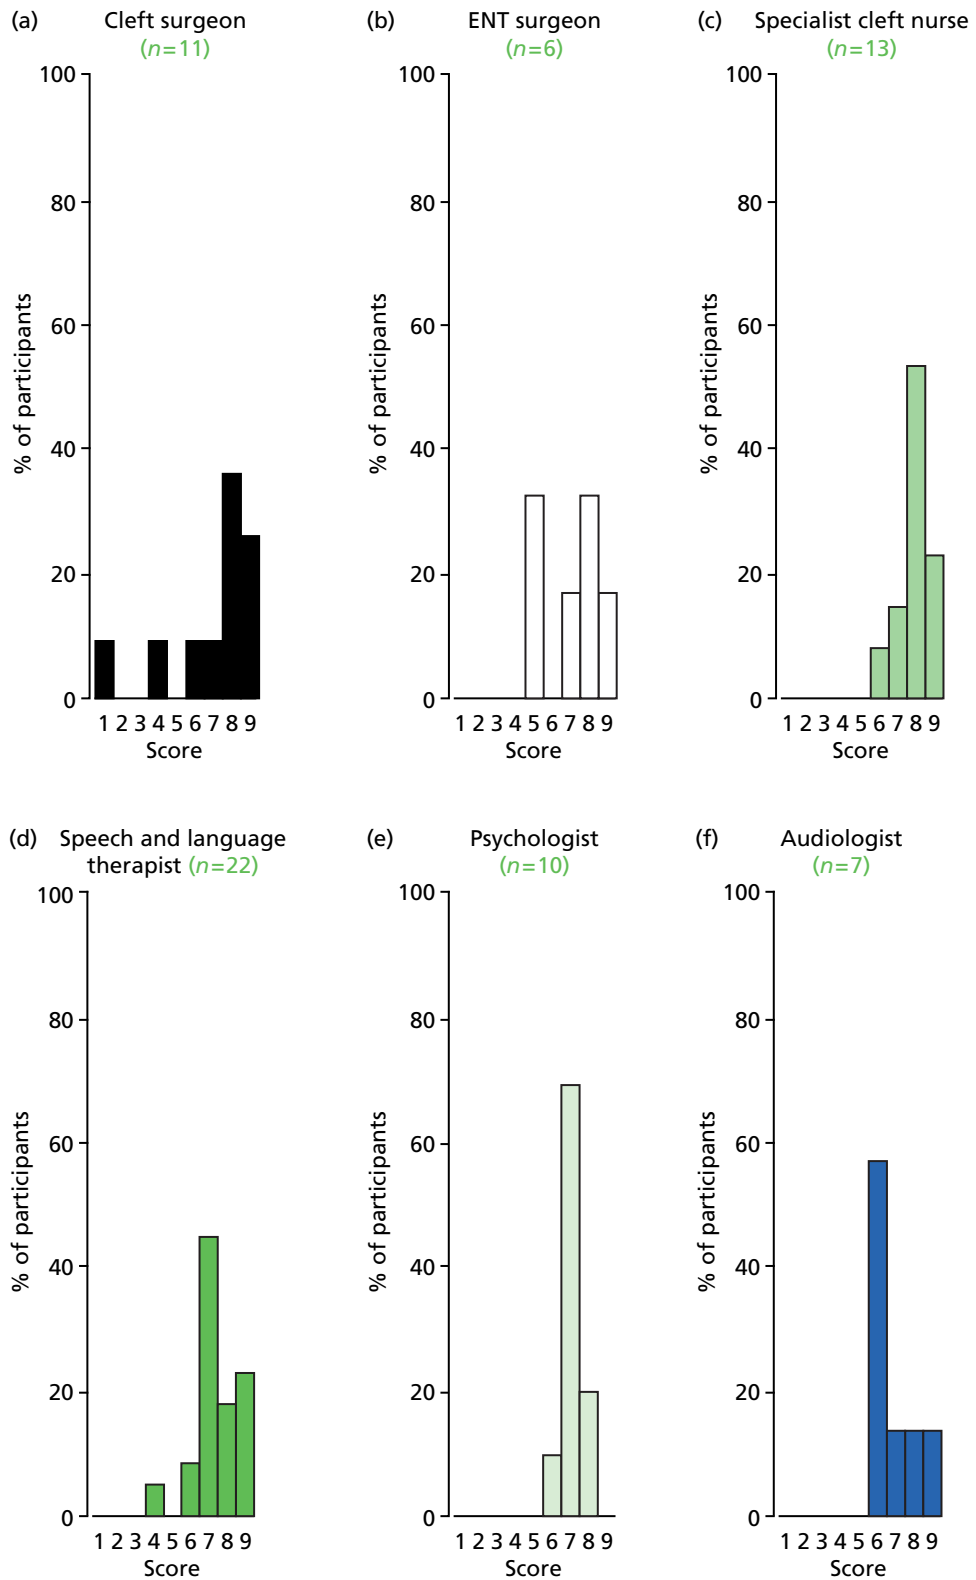 (a) Cleft surgeon
(n=11)
100
80
60
40
20
0
% of participants
1 2 3 4 5 6 7 8 9
Score
(b) ENT surgeon
(n=6)
100
80
60
40
20
0
% of participants
1 2 3 4 5 6 7 8 9
Score
(c) Specialist cleft nurse
(n=13)
100
80
60
40
20
0
% of participants
1 2 3 4 5 6 7 8 9
Score
(d) Speech and language
therapist (n=22)
100
80
60
40
20
0
% of participants
1 2 3 4 5 6 7 8 9
Score
(e) Psychologist
(n=10)
100
80
60
40
20
0
% of participants
1 2 3 4 5 6 7 8 9
Score
(f) Audiologist
(n=7)
100
80
60
40
20
0
% of participants
1 2 3 4 5 6 7 8 9
Score